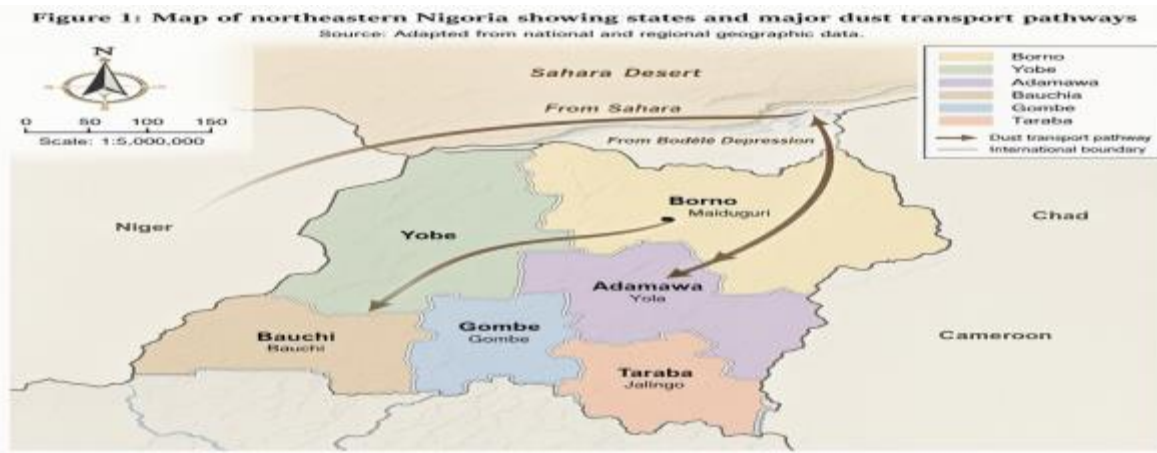 Figure 1: Map of northeastern Nigoria showing states and major dust transport pathways
Source: Adapted from national and regional geographic data.
N
0 50 100 150
Scale: 1:5,000,000
Sahara Desert
From Sahara
From Bodélé Depression
Borno
Yobe
Adamawa
Bauchia
Gombe
Taraba
Dust transport pathway
International boundary
Niger
Yobe
Borno
Maiduguri
Chad
Adamawa
Yola
Bauchi
Bauchi
Gombe
Gombe
Cameroon
Taraba
Jalingo